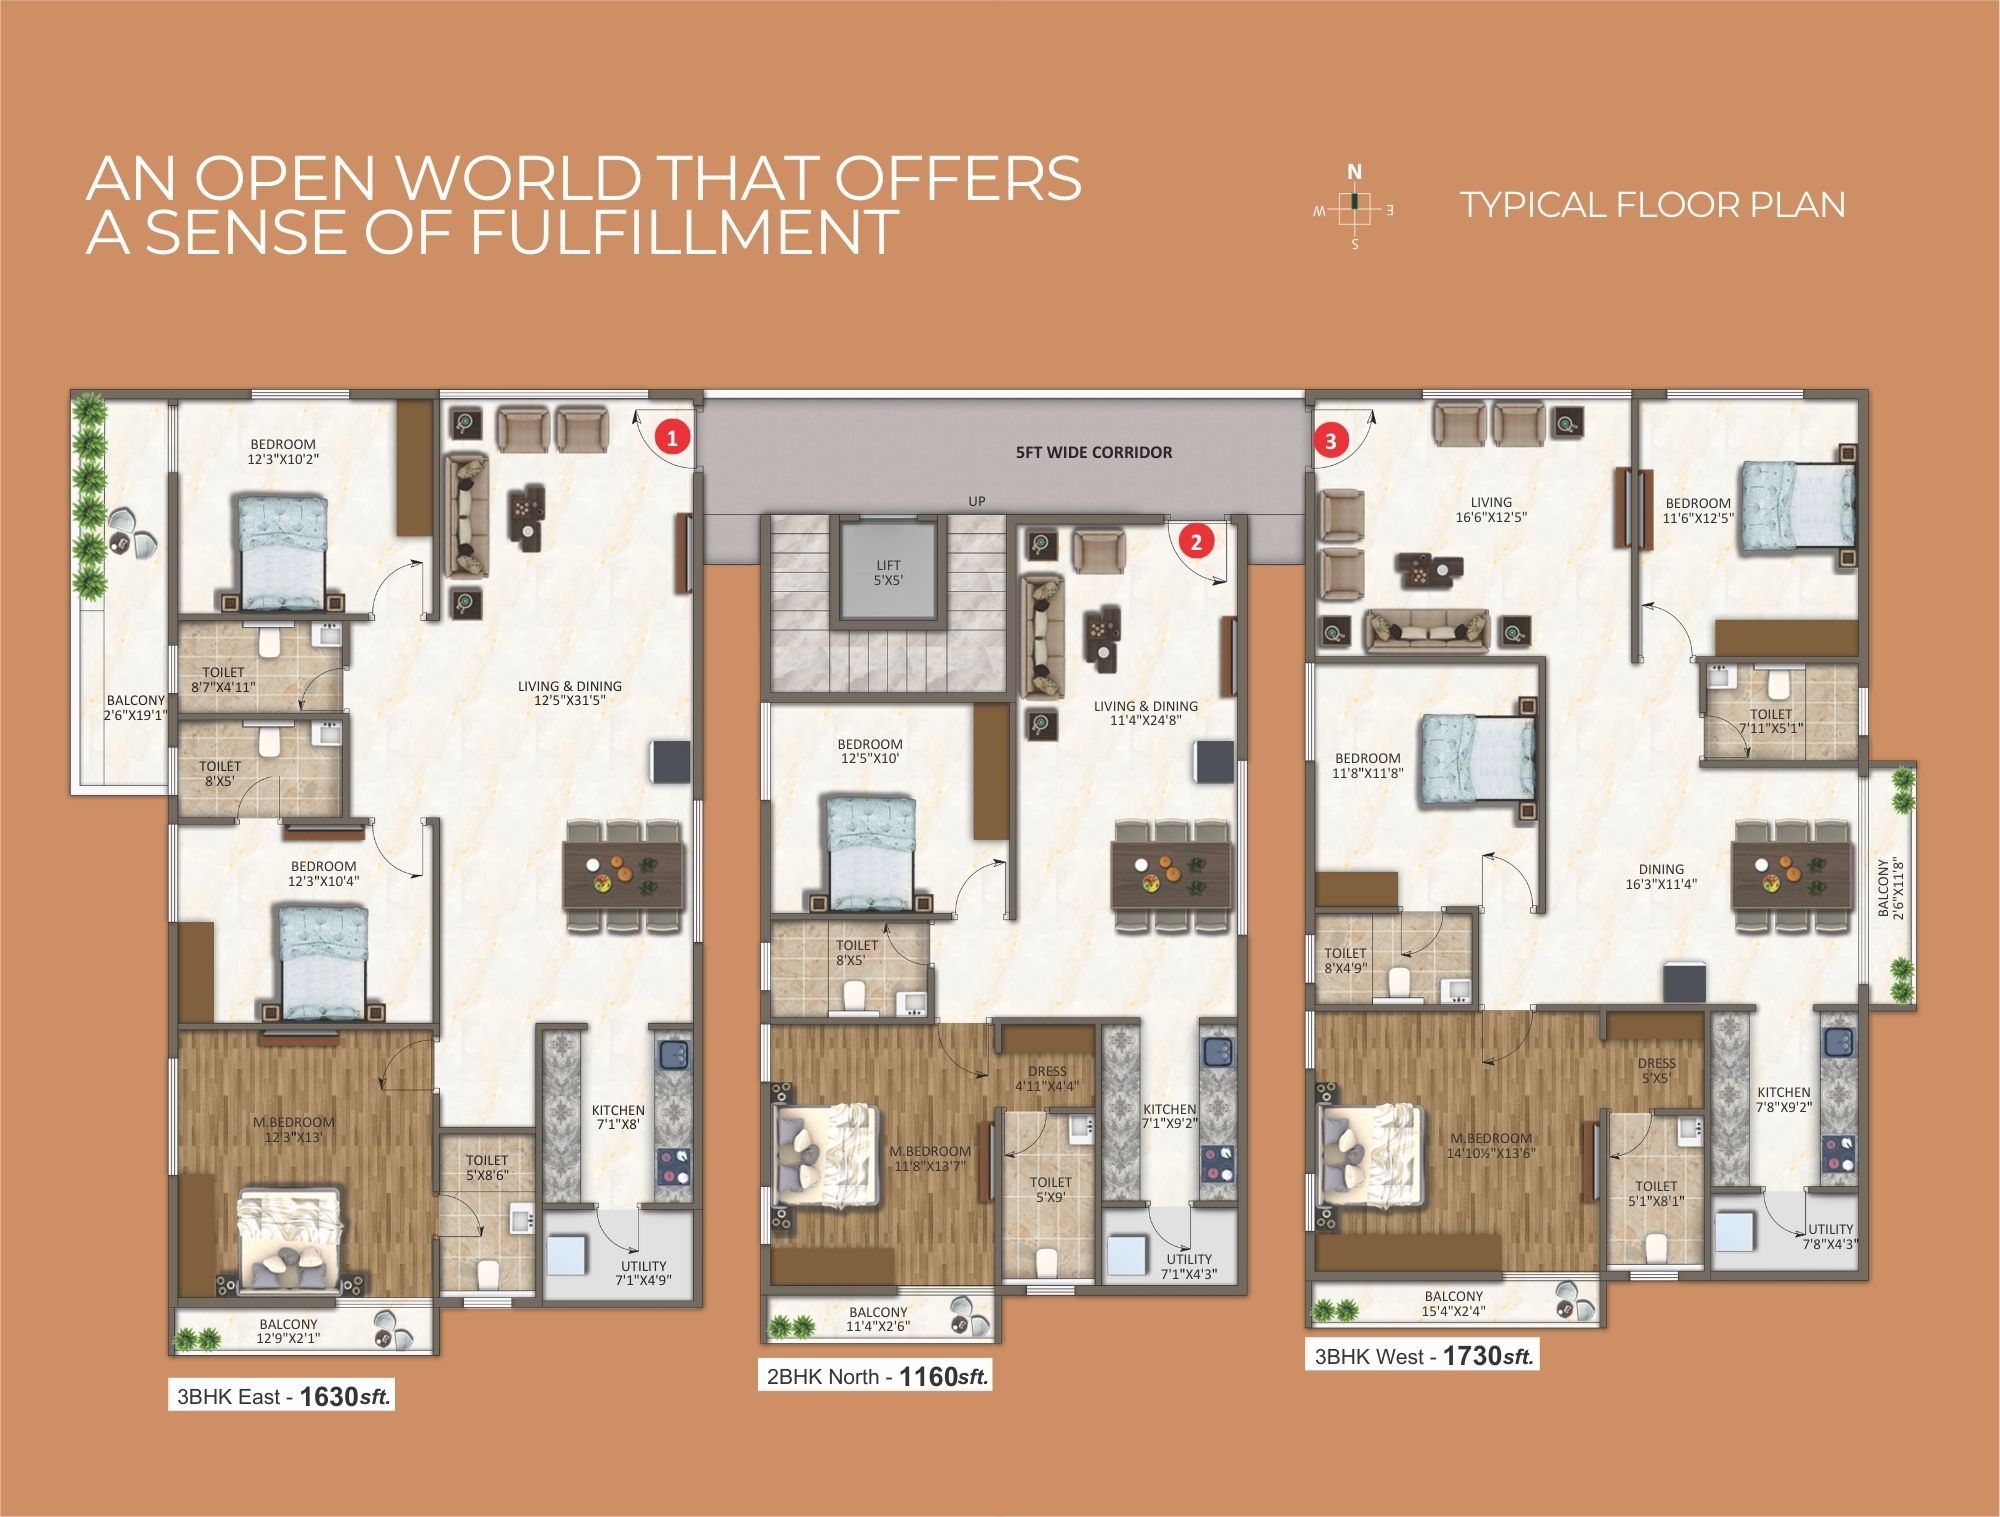 AN OPEN WORLD THAT OFFERS
A SENSE OF FULFILLMENT
N
W
E
S
TYPICAL FLOOR PLAN
BEDROOM
12'3"X10'2"
1
TOILET
8'7"X4'11"
BALCONY
2'6"X19'1"
LIVING & DINING
12'5"X31'5"
TOILET
8'X5'
BEDROOM
12'3"X10'4"
M.BEDROOM
12'3"X13'
TOILET
5'X8'6"
KITCHEN
7'1"X8'
UTILITY
7'1"X4'9"
BALCONY
12'9"X2'1"
3BHK East - 1630sft.
5FT WIDE CORRIDOR
UP
LIFT
5'X5'
2
LIVING & DINING
11'4"X24'8"
BEDROOM
12'5"X10'
TOILET
8'X5'
DRESS
4'11"X4'4"
M.BEDROOM
11'8"X13'7"
TOILET
5'X9'
KITCHEN
7'1"X9'2"
UTILITY
7'1"X4'3"
BALCONY
11'4"X2'6"
2BHK North - 1160sft.
3
LIVING
16'6"X12'5"
BEDROOM
11'6"X12'5"
TOILET
7'11"X5'1"
BEDROOM
11'8"X11'8"
DINING
16'3"X11'4"
BALCONY
2'6"X11'8"
TOILET
8'X4'9"
DRESS
5'X5'
M.BEDROOM
14'10½"X13'6"
KITCHEN
7'8"X9'2"
TOILET
5'1"X8'1"
UTILITY
7'8"X4'3"
BALCONY
15'4"X2'4"
3BHK West - 1730sft.